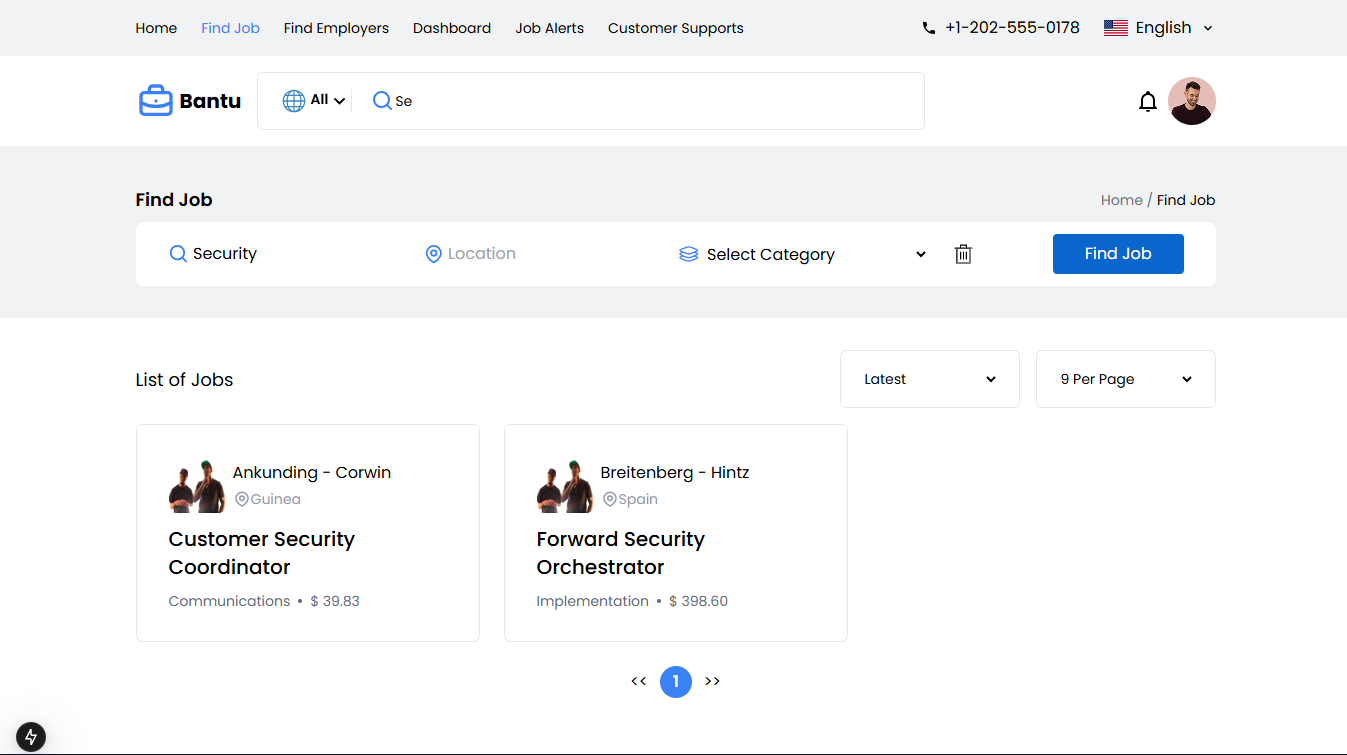 Home Find Job Find Employers Dashboard Job Alerts Customer Supports +1-202-555-0178 English
Bantu All Se
Find Job Home / Find Job
Security Location Select Category Find Job
List of Jobs Latest 9 Per Page
Ankunding - Corwin
Guinea
Customer Security
Coordinator
Communications • $ 39.83
Breitenberg - Hintz
Spain
Forward Security
Orchestrator
Implementation • $ 398.60
<< 1 >>